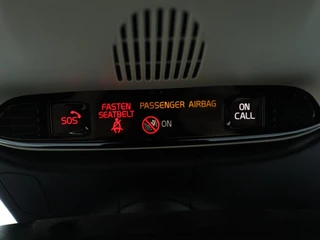 SOS
FASTEN
SEATBELT
PASSENGER AIRBAG
ON
ON
CALL